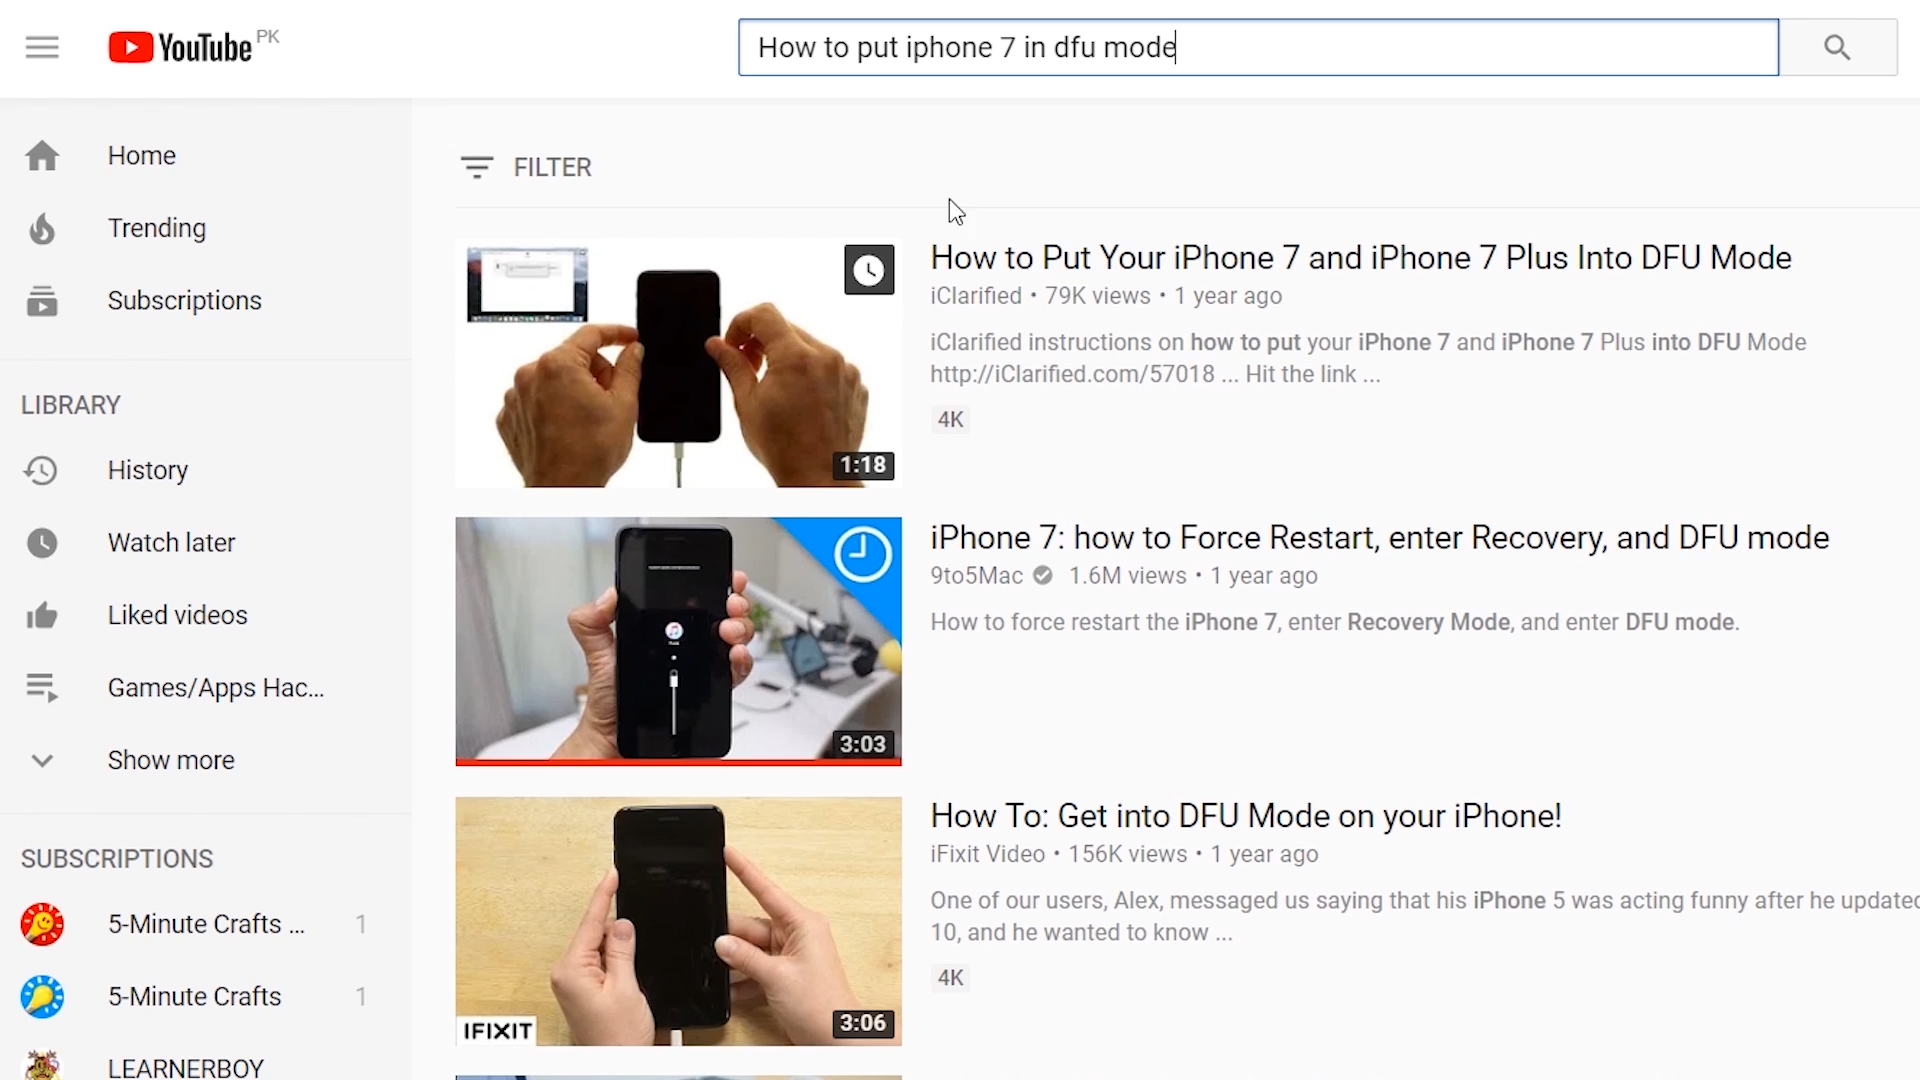 YouTube PK
How to put iphone 7 in dfu mode
Home
Trending
Subscriptions
LIBRARY
History
Watch later
Liked videos
Games/Apps Hac...
Show more
SUBSCRIPTIONS
5-Minute Crafts ... 1
5-Minute Crafts 1
LEARNERBOY
FILTER
1:18
How to Put Your iPhone 7 and iPhone 7 Plus Into DFU Mode
iClarified • 79K views • 1 year ago
iClarified instructions on how to put your iPhone 7 and iPhone 7 Plus into DFU Mode
http://iClarified.com/57018 ... Hit the link ...
4K
3:03
iPhone 7: how to Force Restart, enter Recovery, and DFU mode
9to5Mac 1.6M views • 1 year ago
How to force restart the iPhone 7, enter Recovery Mode, and enter DFU mode.
IFIXIT
3:06
How To: Get into DFU Mode on your iPhone!
iFixit Video • 156K views • 1 year ago
One of our users, Alex, messaged us saying that his iPhone 5 was acting funny after he updated
10, and he wanted to know ...
4K